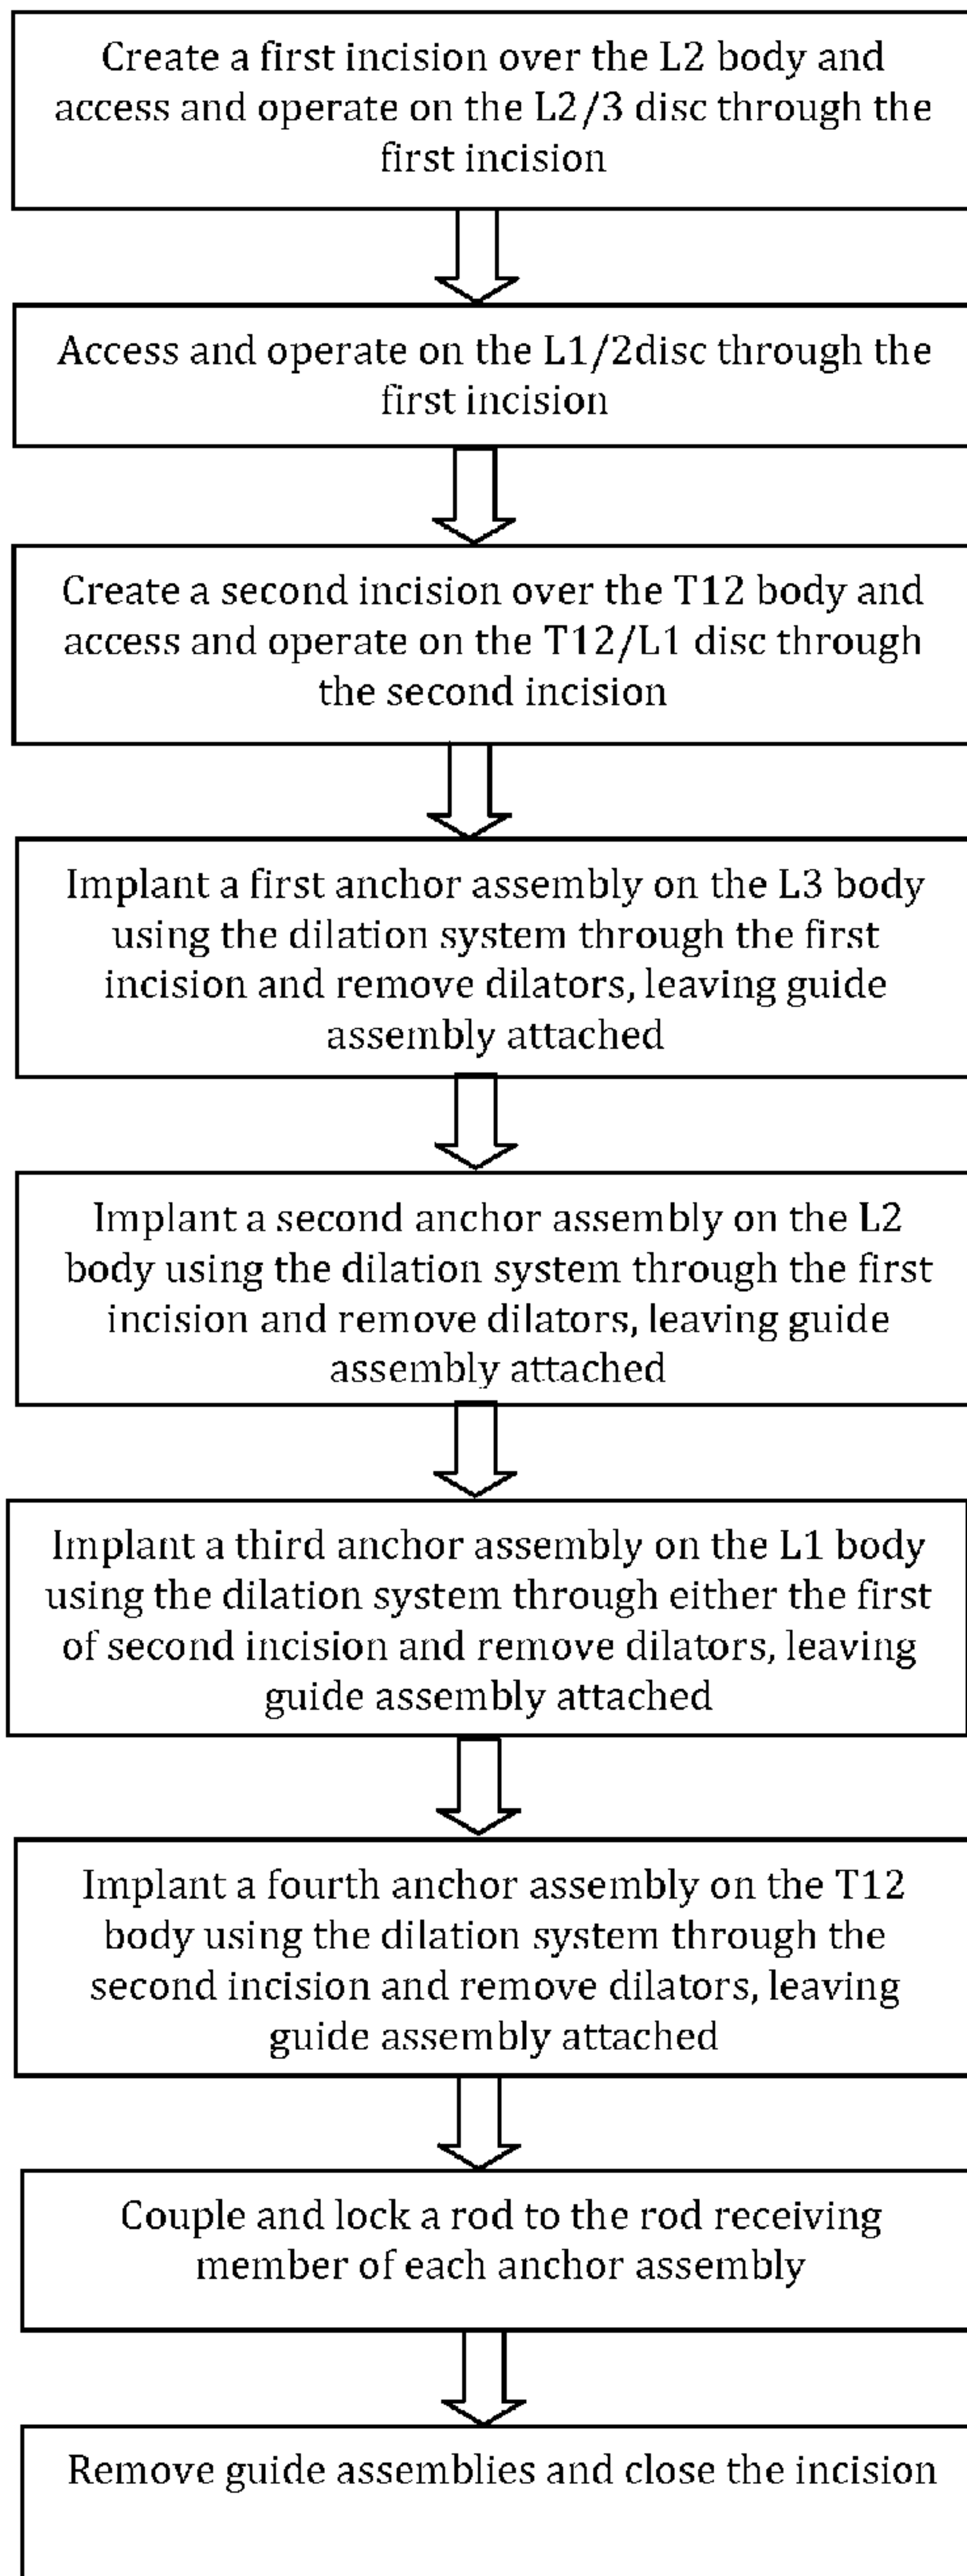 Create a first incision over the L2 body and
access and operate on the L2/3 disc through the
first incision
Access and operate on the L1/2disc through the
first incision
Create a second incision over the T12 body and
access and operate on the T12/L1 disc through
the second incision
Implant a first anchor assembly on the L3 body
using the dilation system through the first
incision and remove dilators, leaving guide
assembly attached
Implant a second anchor assembly on the L2
body using the dilation system through the first
incision and remove dilators, leaving guide
assembly attached
Implant a third anchor assembly on the L1 body
using the dilation system through either the first
of second incision and remove dilators, leaving
guide assembly attached
Implant a fourth anchor assembly on the T12
body using the dilation system through the
second incision and remove dilators, leaving
guide assembly attached
Couple and lock a rod to the rod receiving
member of each anchor assembly
Remove guide assemblies and close the incision